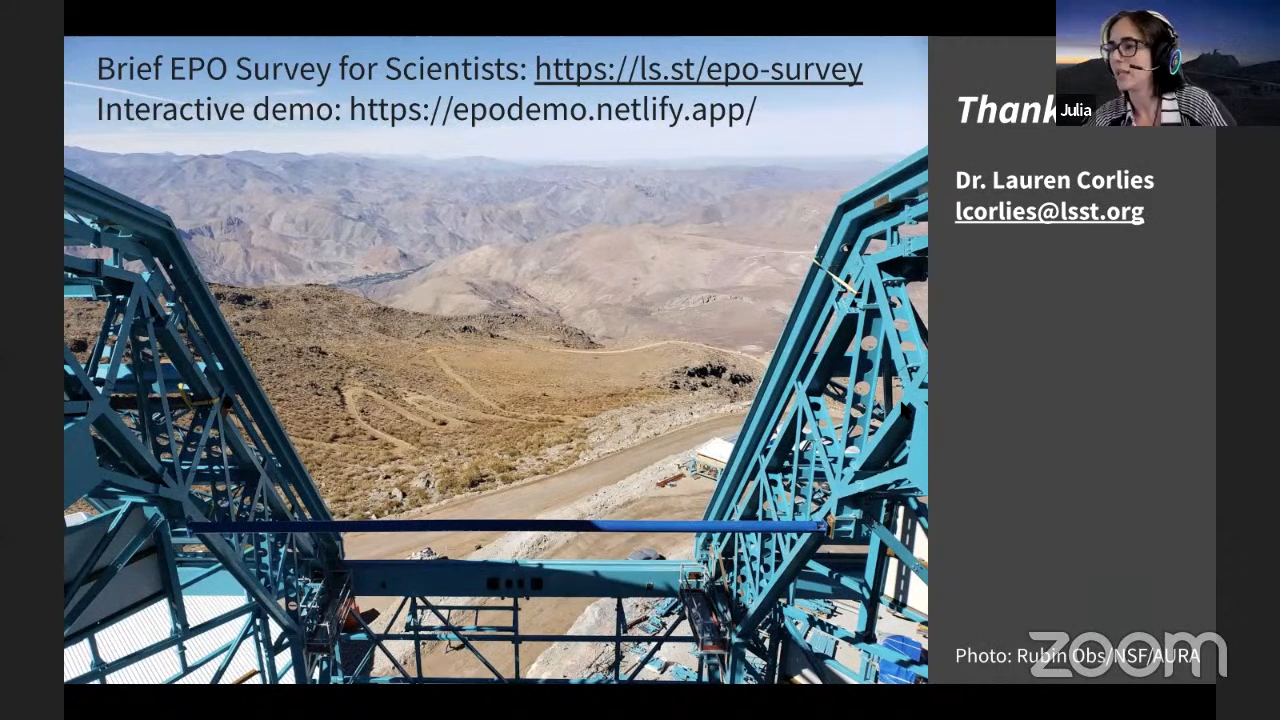 Brief EPO Survey for Scientists: https://ls.st/epo-survey
Interactive demo: https://epodemo.netlify.app/
Thank
Julia
Dr. Lauren Corlies
lcorlies@lsst.org
Photo: Rubin Obs/NSF/AURA
zoom